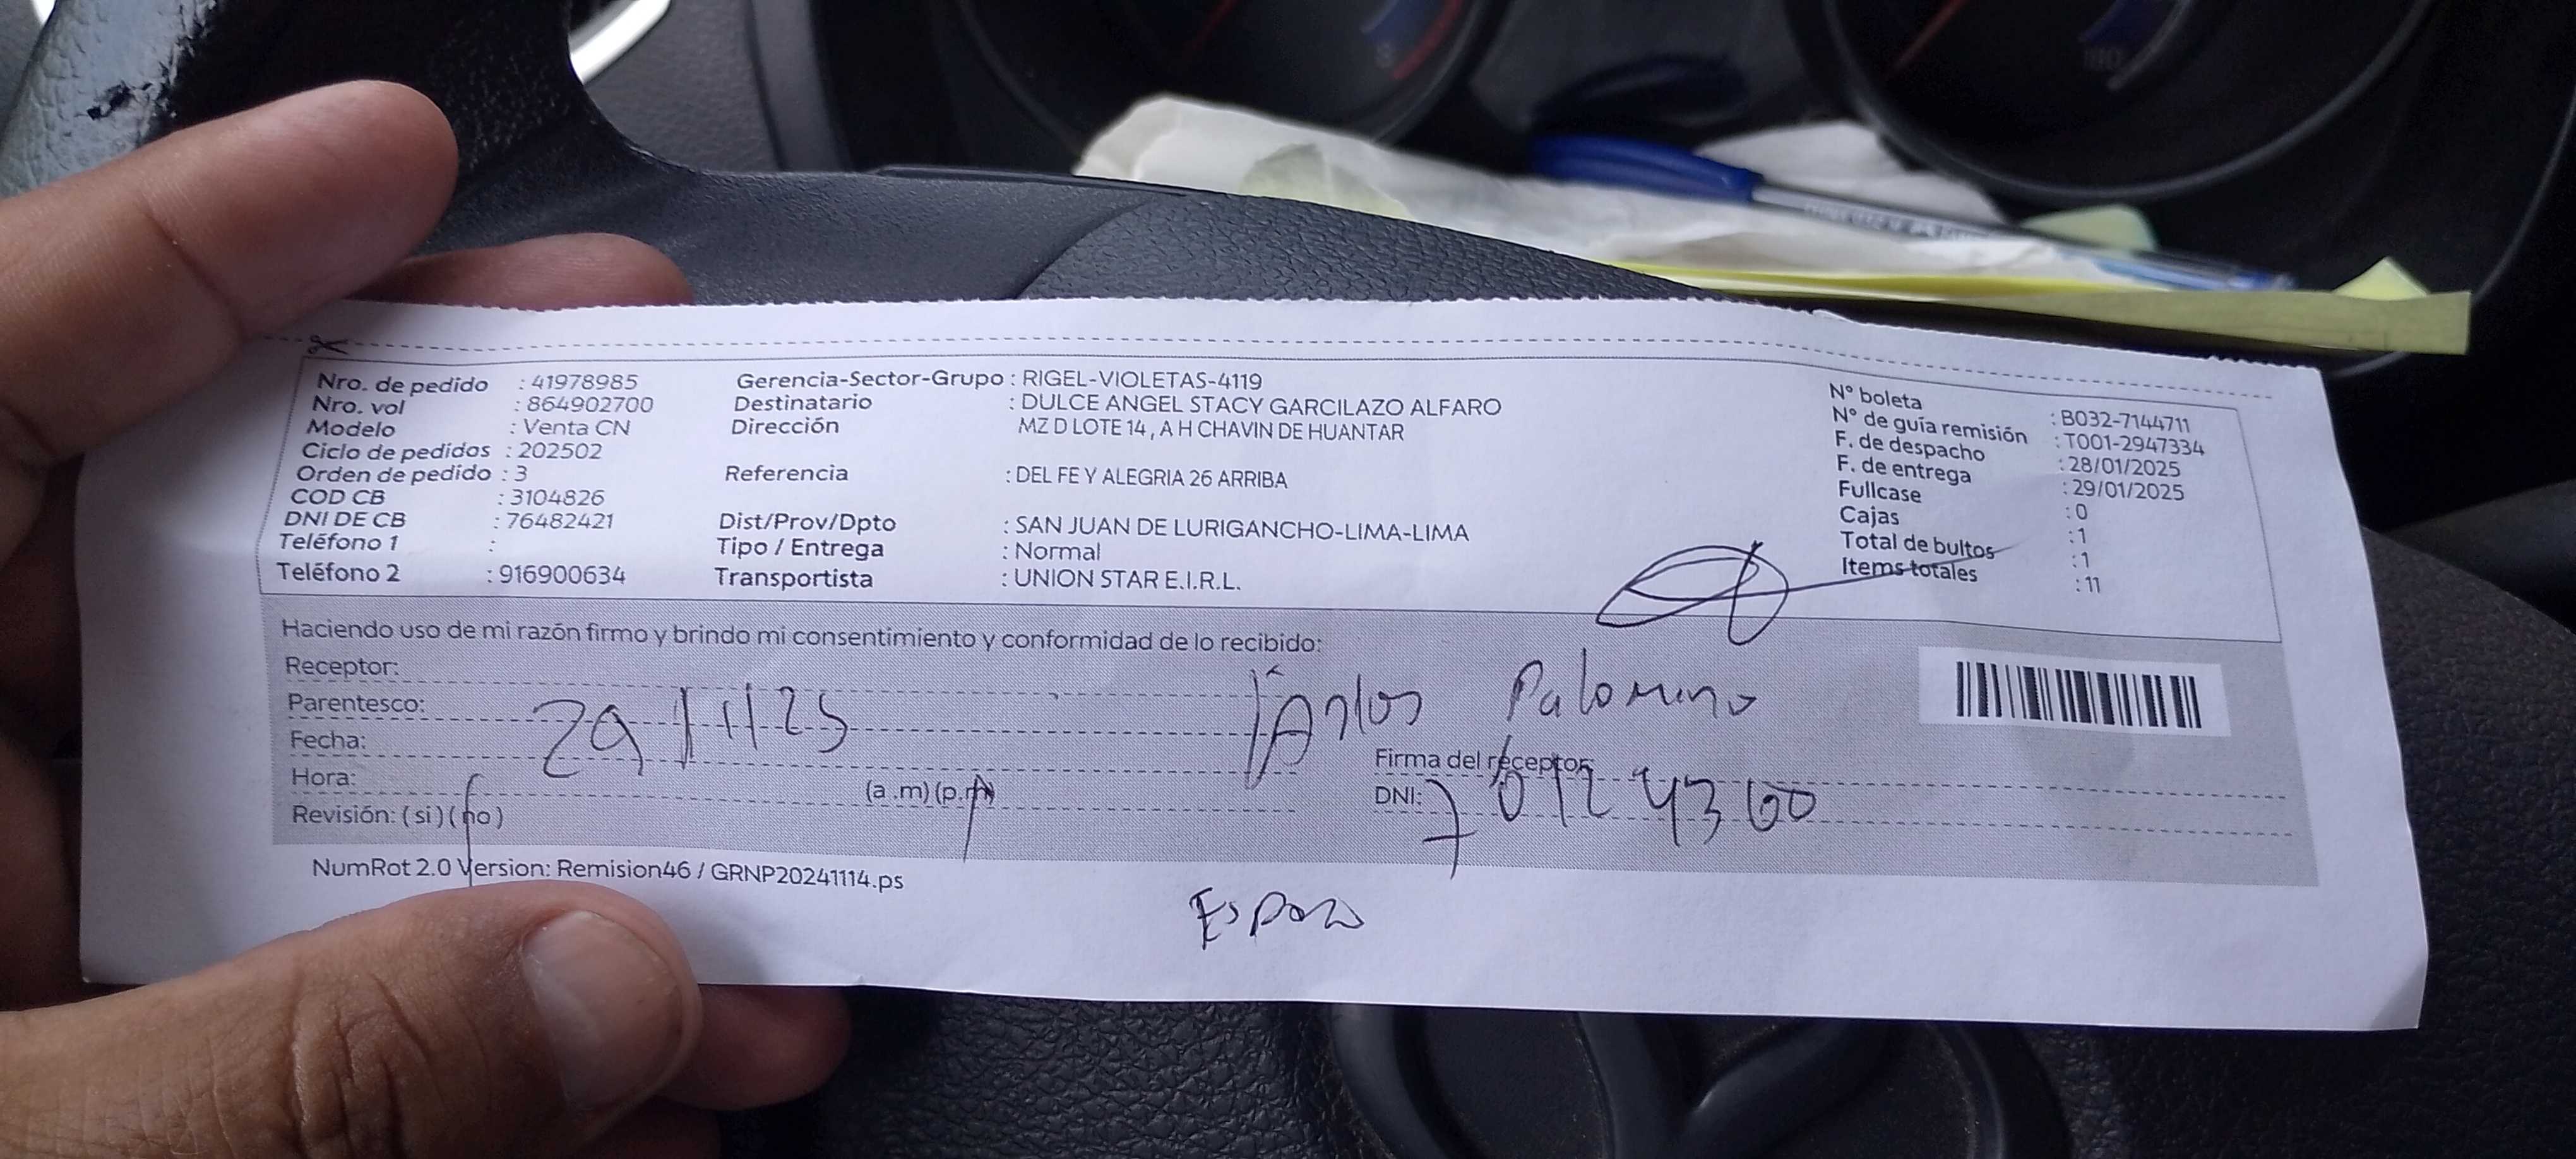 Nro. de pedido : 41978985
Nro. vol : 864902700
Modelo : Venta CN
Ciclo de pedidos : 202502
Orden de pedido : 3
COD CB : 3104826
DNI DE CB : 76482421
Teléfono 1 :
Teléfono 2 : 916900634
Gerencia-Sector-Grupo : RIGEL-VIOLETAS-4119
Destinatario : DULCE ANGEL STACY GARCILAZO ALFARO
Dirección MZ D LOTE 14 , A H CHAVIN DE HUANTAR
Referencia : DEL FE Y ALEGRIA 26 ARRIBA
Dist/Prov/Dpto : SAN JUAN DE LURIGANCHO-LIMA-LIMA
Tipo / Entrega : Normal
Transportista : UNION STAR E.I.R.L.
N° boleta : B032-7144711
N° de guía remisión : T001-2947334
F. de despacho : 28/01/2025
F. de entrega : 29/01/2025
Fullcase : 0
Cajas : 1
Total de bultos : 1
Items totales : 11
Haciendo uso de mi razón firmo y brindo mi consentimiento y conformidad de lo recibido:
Receptor:
Parentesco:
Fecha: 29/1/25
Palomino
Hora: (a .m) (p.m)
Revisión: ( si ) ( no )
Firma del receptor
DNI:
NumRot 2.0 Version: Remision46 / GRNP20241114.ps
Esposo